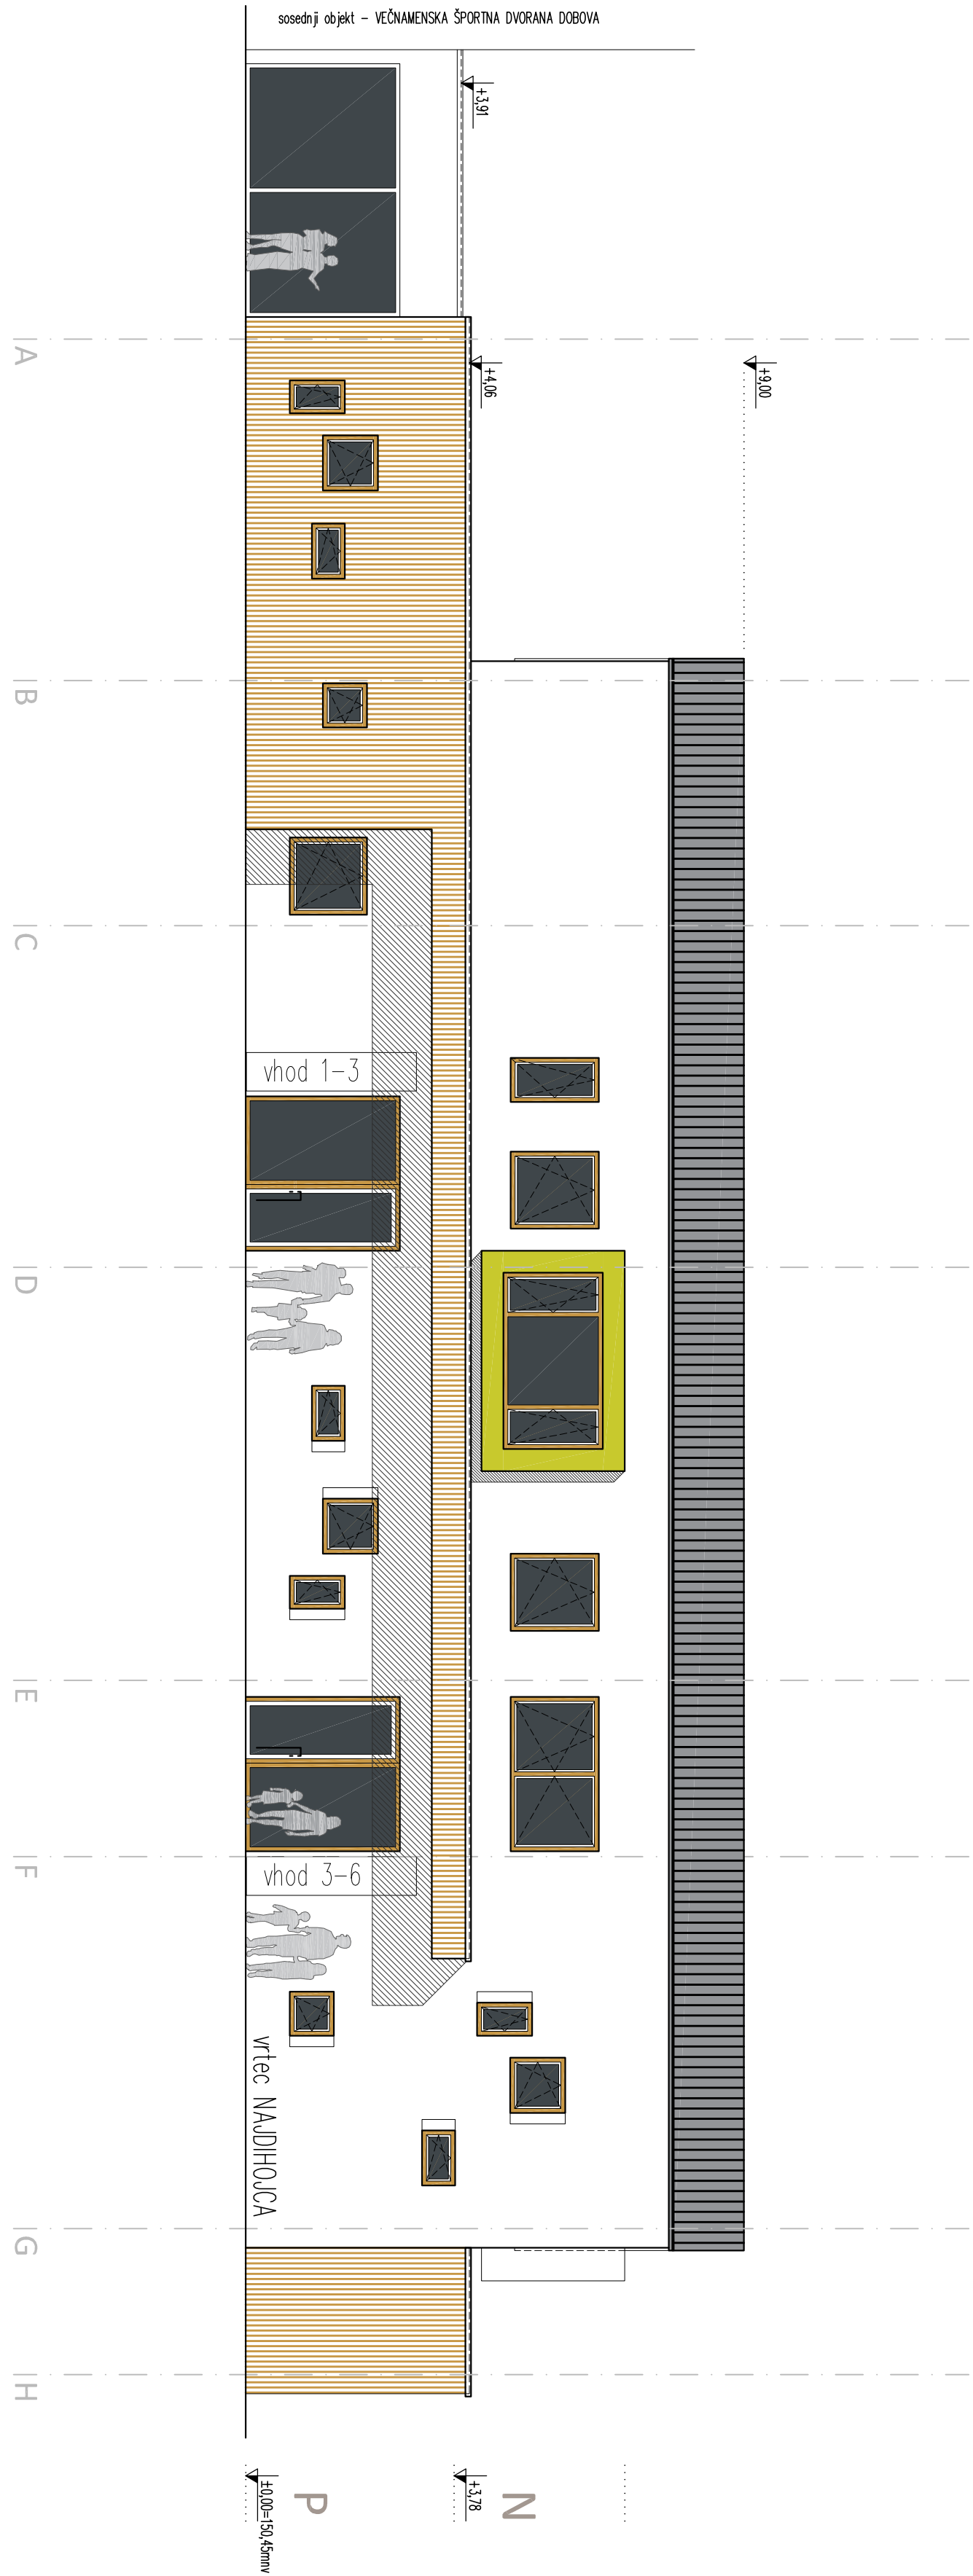 sosednji objekt - VEČNAMENSKA ŠPORTNA DVORANA DOBOVA
+3,91
A
+4,06
+9,00
B
C
vhod 1-3
D
E
vhod 3-6
F
vrtec NAJDIHOJCA
G
H
±0,00=150,45mnv
P
+3,78
N